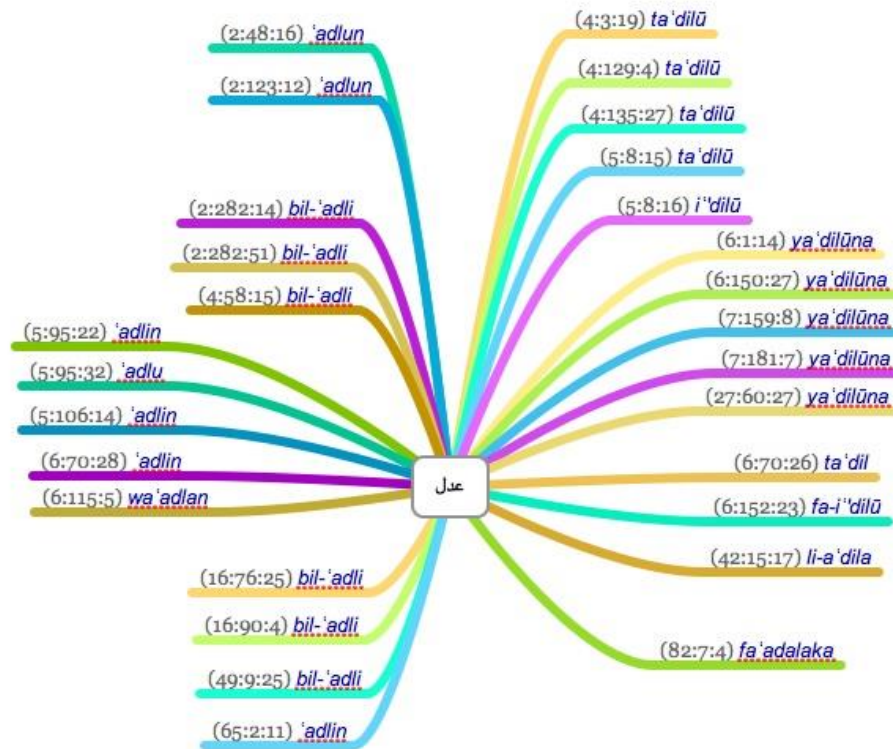 (2:48:16) ʿadlun
(2:123:12) ʿadlun
(2:282:14) bil-ʿadli
(2:282:51) bil-ʿadli
(4:58:15) bil-ʿadli
(5:95:22) ʿadlin
(5:95:32) ʿadlu
(5:106:14) ʿadlin
(6:70:28) ʿadlin
(6:115:5) waʿadlan
(16:76:25) bil-ʿadli
(16:90:4) bil-ʿadli
(49:9:25) bil-ʿadli
(65:2:11) ʿadlin
عدل
(4:3:19) taʿdilū
(4:129:4) taʿdilū
(4:135:27) taʿdilū
(5:8:15) taʿdilū
(5:8:16) iʿ'dilū
(6:1:14) yaʿdilūna
(6:150:27) yaʿdilūna
(7:159:8) yaʿdilūna
(7:181:7) yaʿdilūna
(27:60:27) yaʿdilūna
(6:70:26) taʿdil
(6:152:23) fa-iʿ'dilū
(42:15:17) li-aʿdila
(82:7:4) faʿadalaka